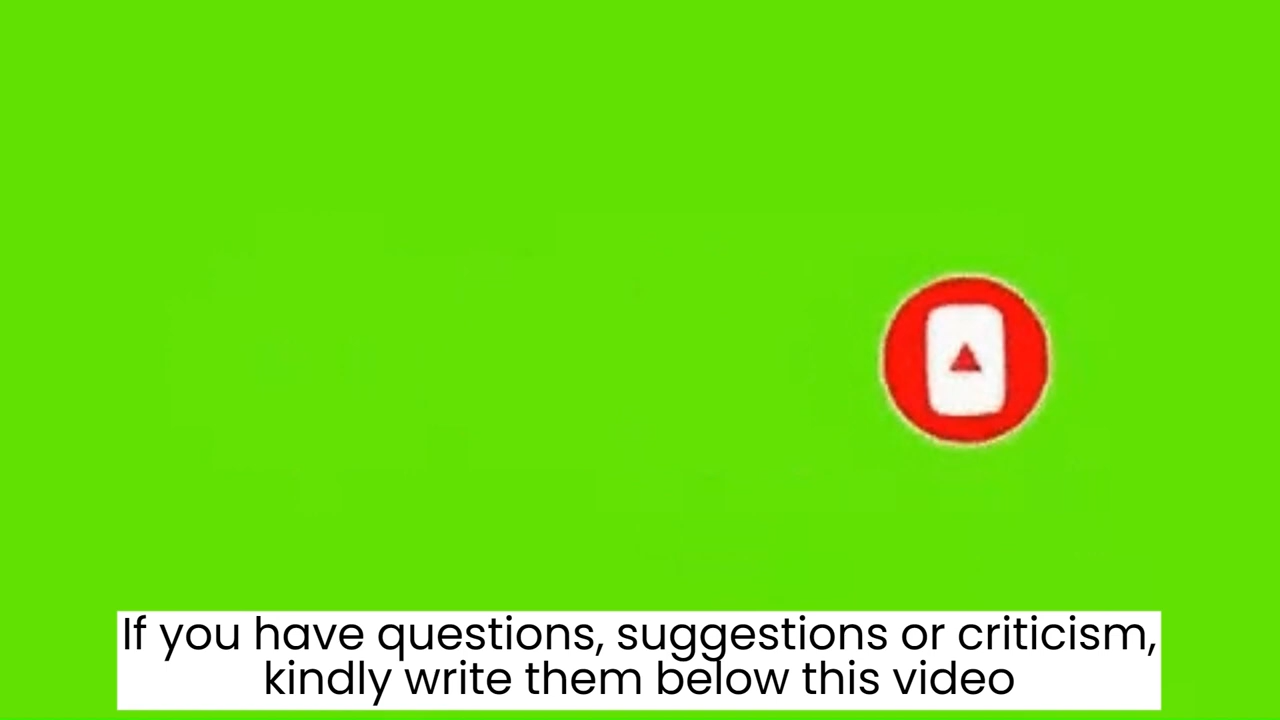 If you have questions, suggestions or criticism,
kindly write them below this video